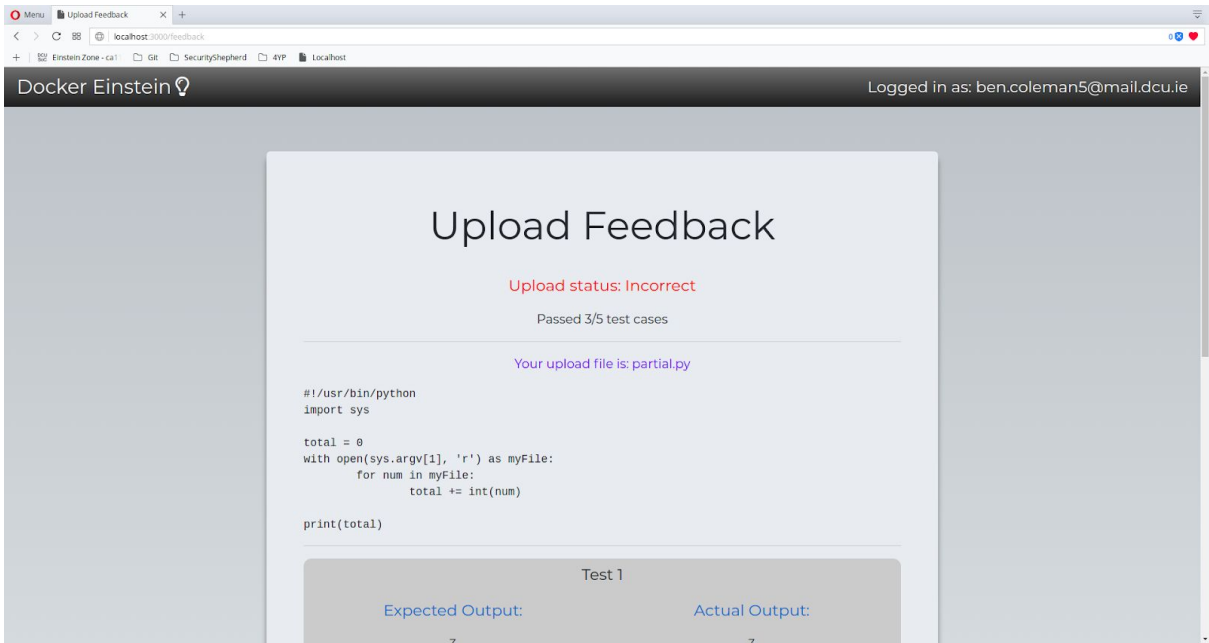 Menu Upload Feedback
localhost:3000/feedback 0
Einstein Zone - ca1 Git SecurityShepherd 4YP Localhost
Docker Einstein Logged in as: ben.coleman5@mail.dcu.ie
Upload Feedback
Upload status: Incorrect
Passed 3/5 test cases
Your upload file is: partial.py
#!/usr/bin/python
import sys
total = 0
with open(sys.argv[1], 'r') as myFile:
for num in myFile:
total += int(num)
print(total)
Test 1
Expected Output: Actual Output: